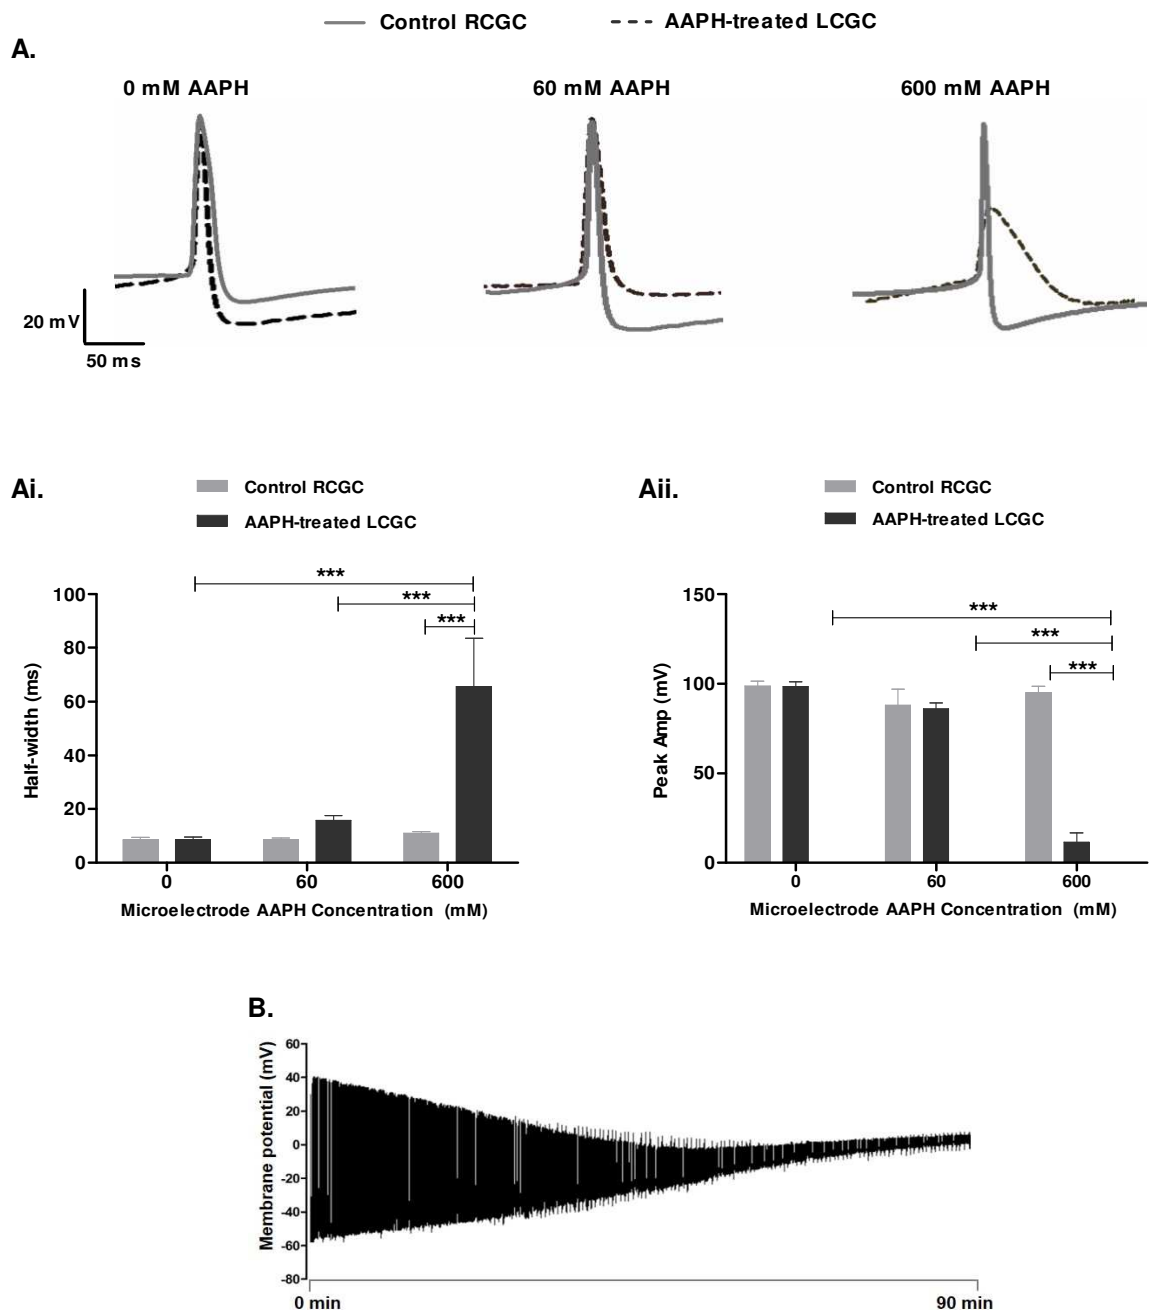 Control RCGC AAPH-treated LCGC
A.
0 mM AAPH 60 mM AAPH 600 mM AAPH
20 mV
50 ms
Ai.
Control RCGC
AAPH-treated LCGC
***
***
***
100
80
60
40
20
0
Half-width (ms)
0 60 600
Microelectrode AAPH Concentration (mM)
Aii.
Control RCGC
AAPH-treated LCGC
***
***
***
150
100
50
0
Peak Amp (mV)
0 60 600
Microelectrode AAPH Concentration (mM)
B.
60
40
20
0
-20
-40
-60
-80
Membrane potential (mV)
0 min 90 min